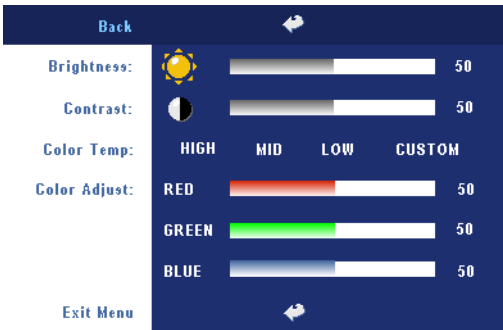 Back
Brightness: 50
Contrast: 50
Color Temp: HIGH MID LOW CUSTOM
Color Adjust: RED 50
GREEN 50
BLUE 50
Exit Menu